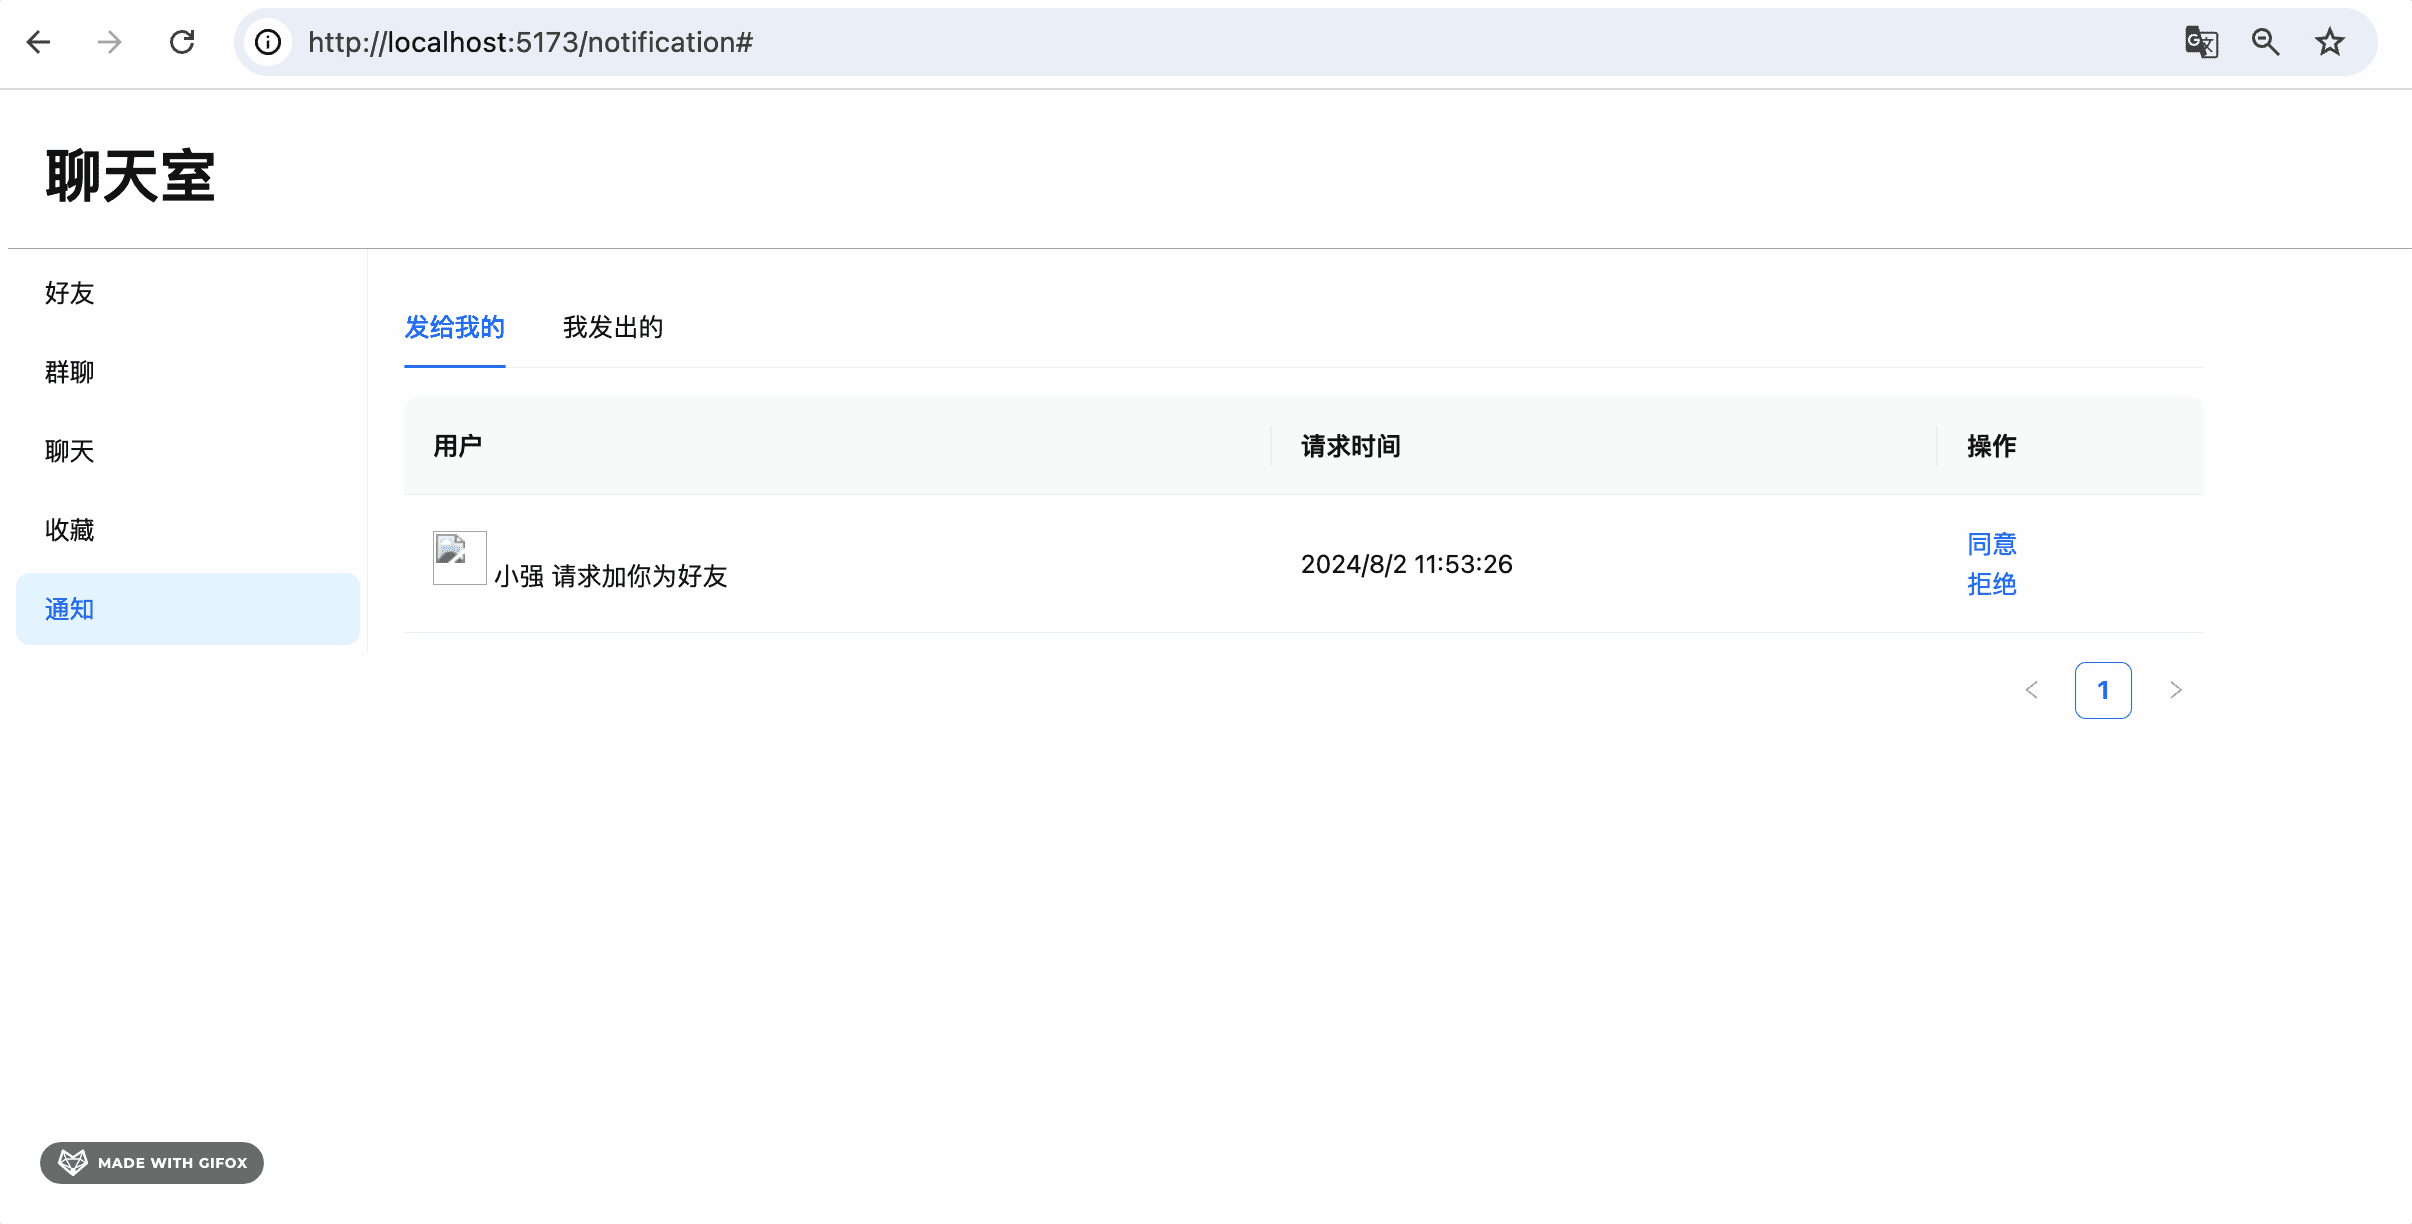 http://localhost:5173/notification#
聊天室
好友
群聊
聊天
收藏
通知
发给我的 我发出的
用户 请求时间 操作
小强 请求加你为好友 2024/8/2 11:53:26 同意
拒绝
1
MADE WITH GIFOX